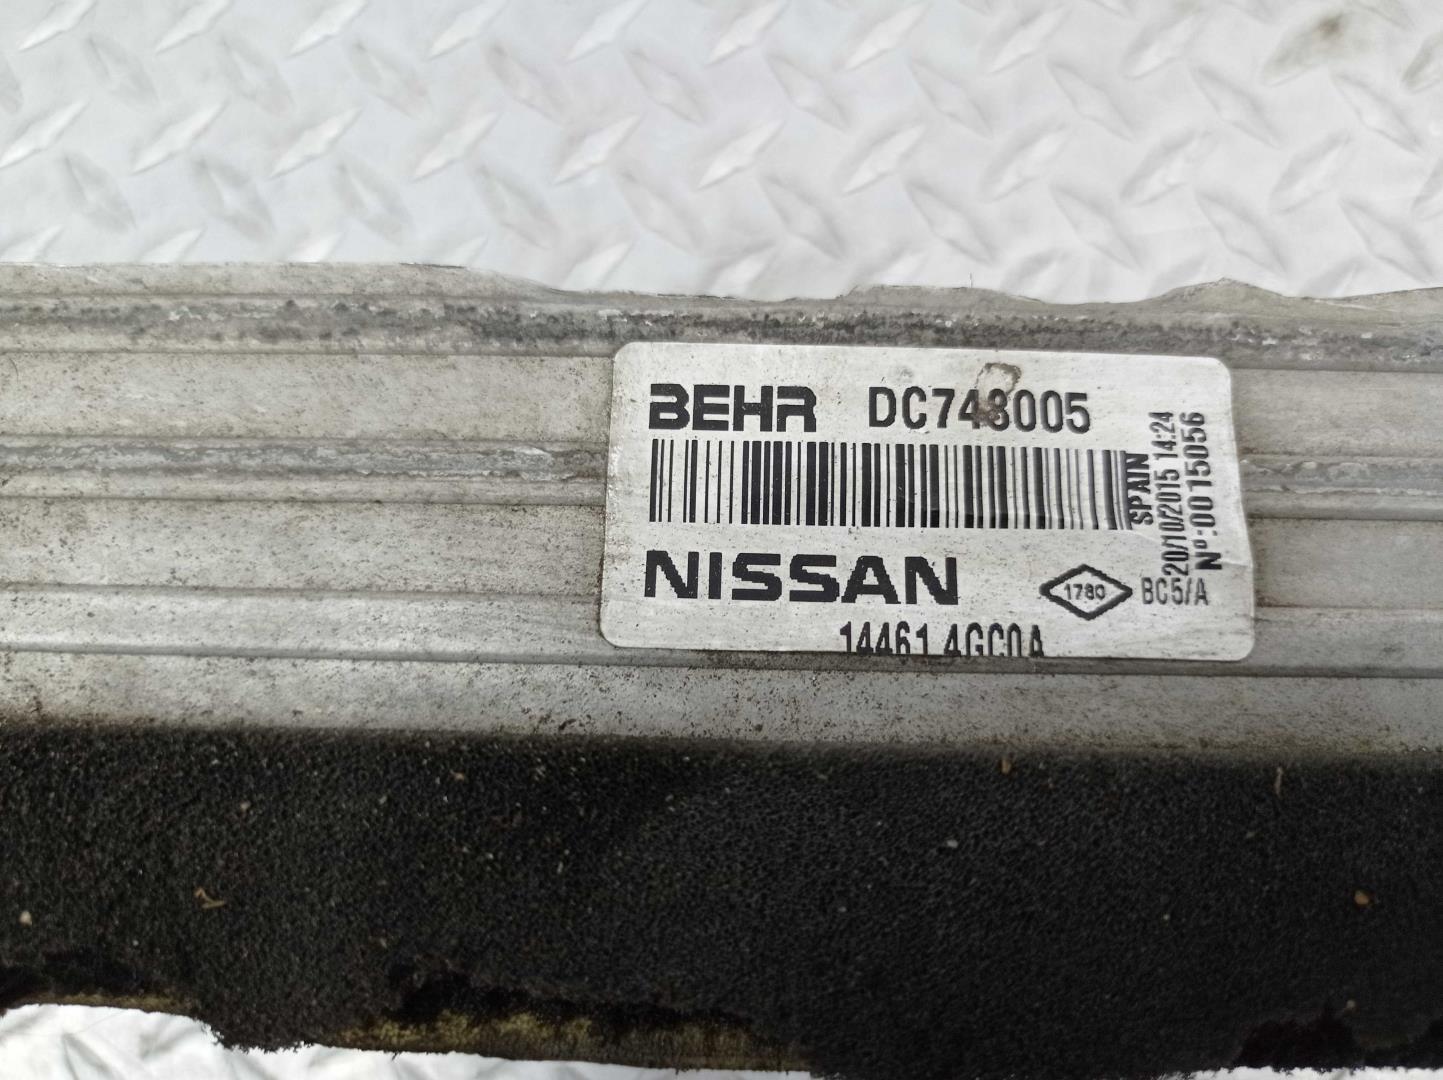 BEHR DC748005
SPAIN
20/10/2015 14:24
Nº:0015056
NISSAN
1780
BC5/A
14461 4GC0A